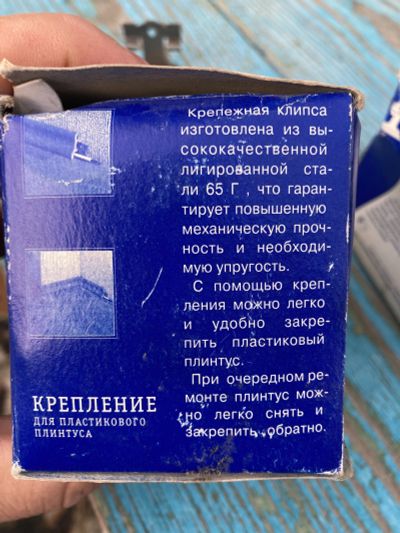 крепежная клипса
изготовлена из вы-
сококачественной
лигированной ста-
ли 65 Г , что гаран-
тирует повышенную
механическую проч-
ность и необходи-
мую упругость.
С помощью креп-
ления можно легко
и удобно закре-
пить пластиковый
плинтус.
При очередном ре-
монте плинтус мож-
но легко снять и
закрепить обратно.
КРЕПЛЕНИЕ
ДЛЯ ПЛАСТИКОВОГО
ПЛИНТУСА